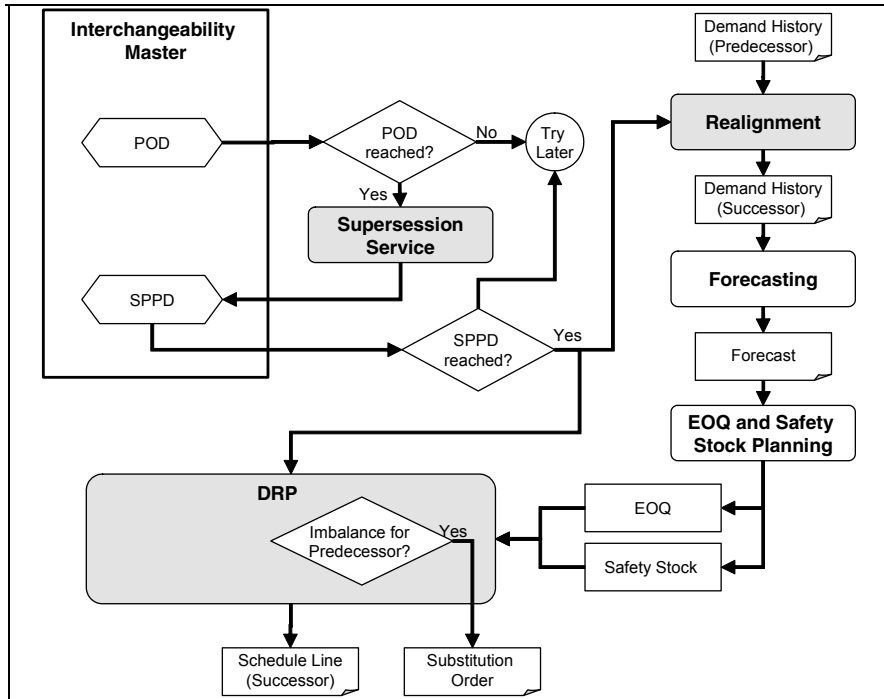 Interchangeability
Master
POD
POD
reached?
No
Try
Later
Yes
Supersession
Service
SPPD
SPPD
reached?
Yes
Demand History
(Predecessor)
Realignment
Demand History
(Successor)
Forecasting
Forecast
EOQ and Safety
Stock Planning
EOQ
Safety Stock
DRP
Imbalance for
Predecessor?
Yes
Schedule Line
(Successor)
Substitution
Order